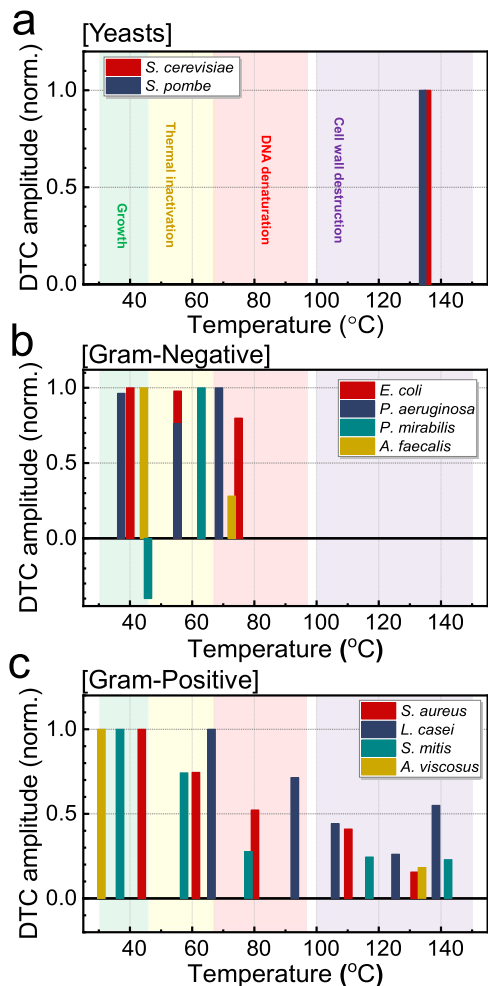 a
[Yeasts]
S. cerevisiae
S. pombe
DTC amplitude (norm.)
1.0
0.5
0.0
Growth
Thermal inactivation
DNA denaturation
Cell wall destruction
40 60 80 100 120 140
Temperature (°C)
b
[Gram-Negative]
E. coli
P. aeruginosa
P. mirabilis
A. faecalis
DTC amplitude (norm.)
1.0
0.5
0.0
40 60 80 100 120 140
Temperature (°C)
c
[Gram-Positive]
S. aureus
L. casei
S. mitis
A. viscosus
DTC amplitude (norm.)
1.0
0.5
0.0
40 60 80 100 120 140
Temperature (°C)